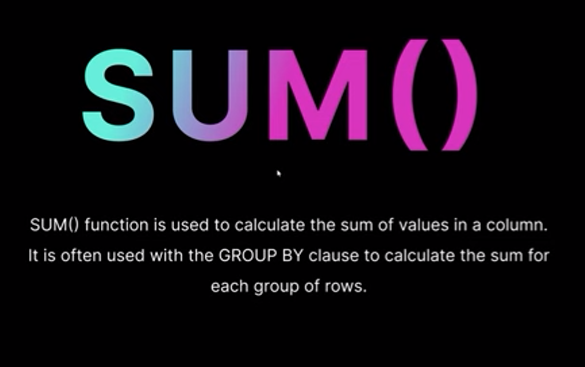 SUM()
SUM() function is used to calculate the sum of values in a column.
It is often used with the GROUP BY clause to calculate the sum for
each group of rows.